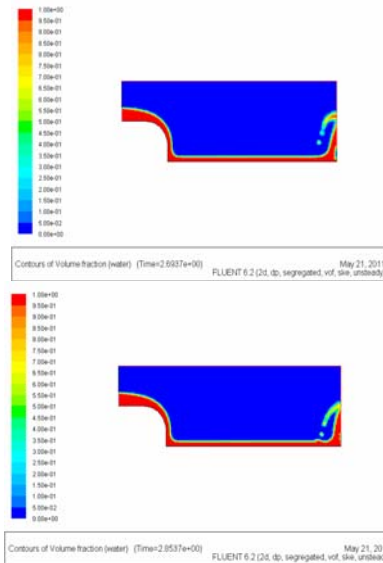 1.00e+00
9.50e-01
9.00e-01
8.50e-01
8.00e-01
7.50e-01
7.00e-01
6.50e-01
6.00e-01
5.50e-01
5.00e-01
4.50e-01
4.00e-01
3.50e-01
3.00e-01
2.50e-01
2.00e-01
1.50e-01
1.00e-01
5.00e-02
0.00e+00
Contours of Volume fraction (water) (Time=2.6937e+00)
May 21, 2011
FLUENT 6.2 (2d, dp, segregated, vof, ske, unsteady
1.00e+00
9.50e-01
9.00e-01
8.50e-01
8.00e-01
7.50e-01
7.00e-01
6.50e-01
6.00e-01
5.50e-01
5.00e-01
4.50e-01
4.00e-01
3.50e-01
3.00e-01
2.50e-01
2.00e-01
1.50e-01
1.00e-01
5.00e-02
0.00e+00
Contours of Volume fraction (water) (Time=2.8537e+00)
May 21, 20
FLUENT 6.2 (2d, dp, segregated, vof, ske, unstead